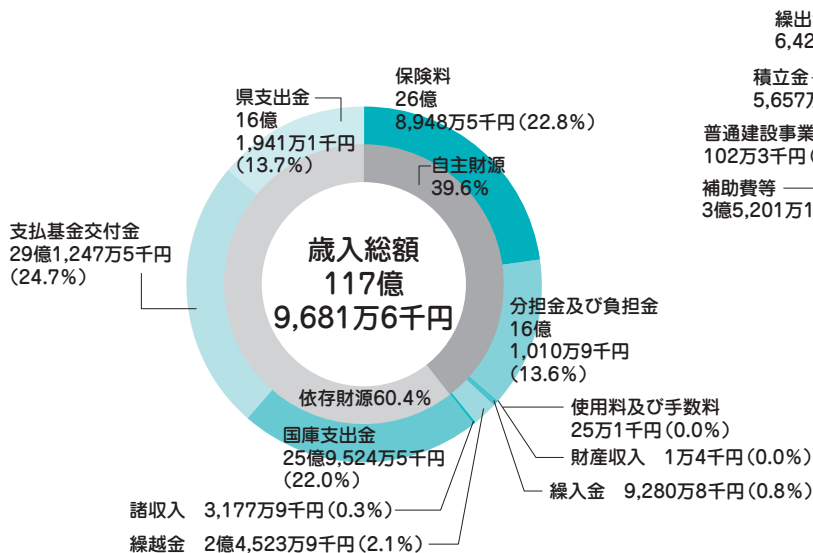 保険料
26億
8,948万5千円(22.8%)
県支出金
16億
1,941万1千円
(13.7%)
自主財源
39.6%
支払基金交付金
29億1,247万5千円
(24.7%)
歳入総額
117億
9,681万6千円
分担金及び負担金
16億
1,010万9千円
(13.6%)
依存財源60.4%
国庫支出金
25億9,524万5千円
(22.0%)
使用料及び手数料
25万1千円(0.0%)
財産収入 1万4千円(0.0%)
繰入金 9,280万8千円(0.8%)
諸収入 3,177万9千円(0.3%)
繰越金 2億4,523万9千円(2.1%)
繰出
6,42
積立金
5,657万
普通建設事業
102万3千円(
補助費等
3億5,201万1